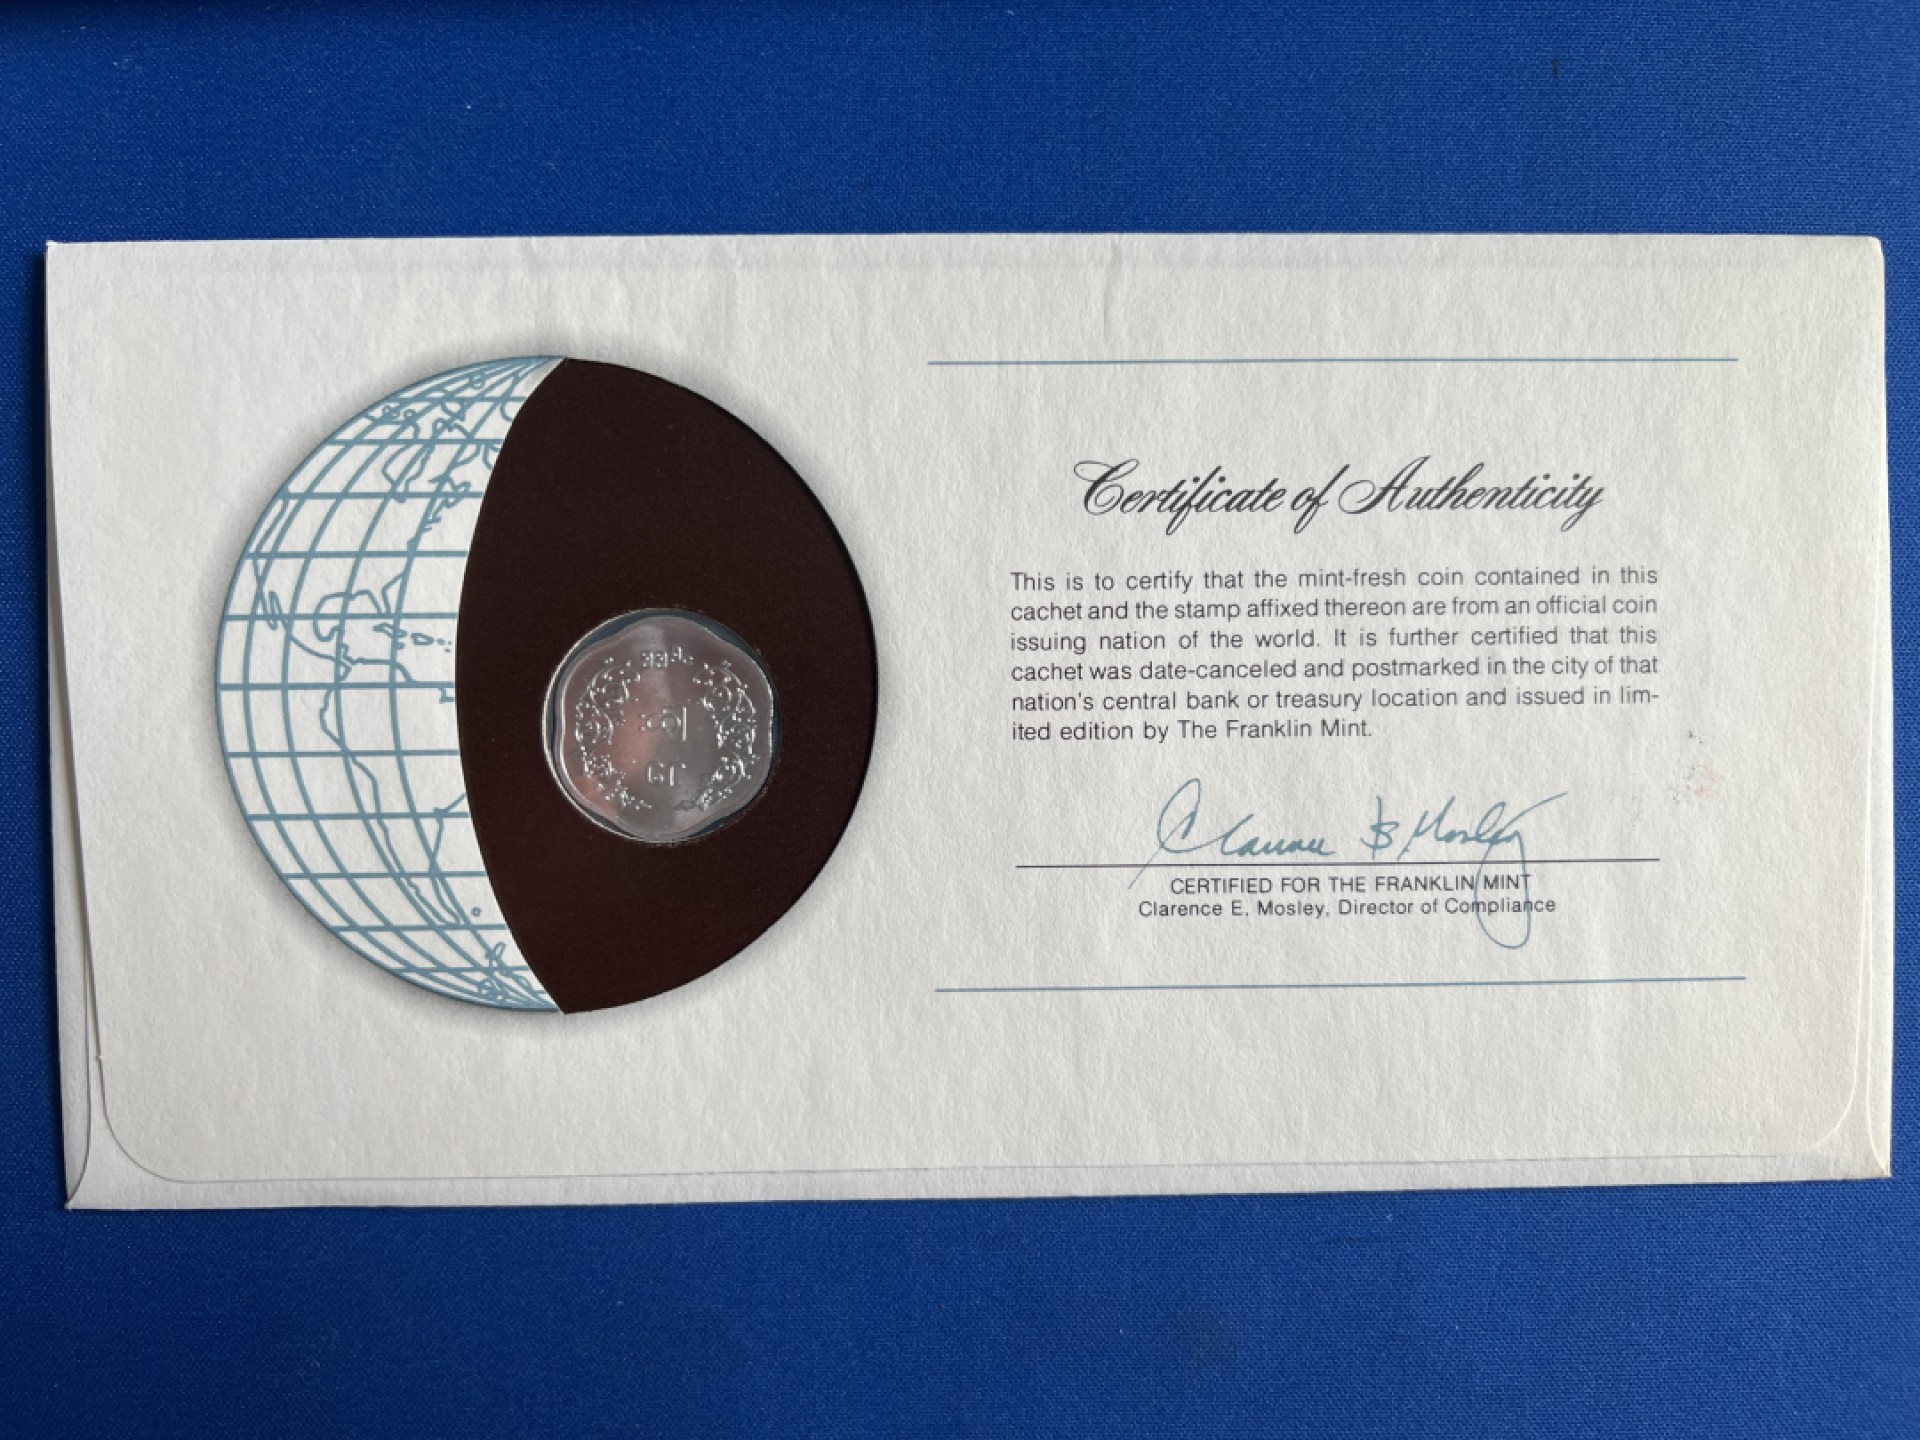 Certificate of Authenticity
This is to certify that the mint-fresh coin contained in this
cachet and the stamp affixed thereon are from an official coin
issuing nation of the world. It is further certified that this
cachet was date-canceled and postmarked in the city of that
nation's central bank or treasury location and issued in lim-
ited edition by The Franklin Mint.
Clarence E Mosley
CERTIFIED FOR THE FRANKLIN MINT
Clarence E. Mosley, Director of Compliance